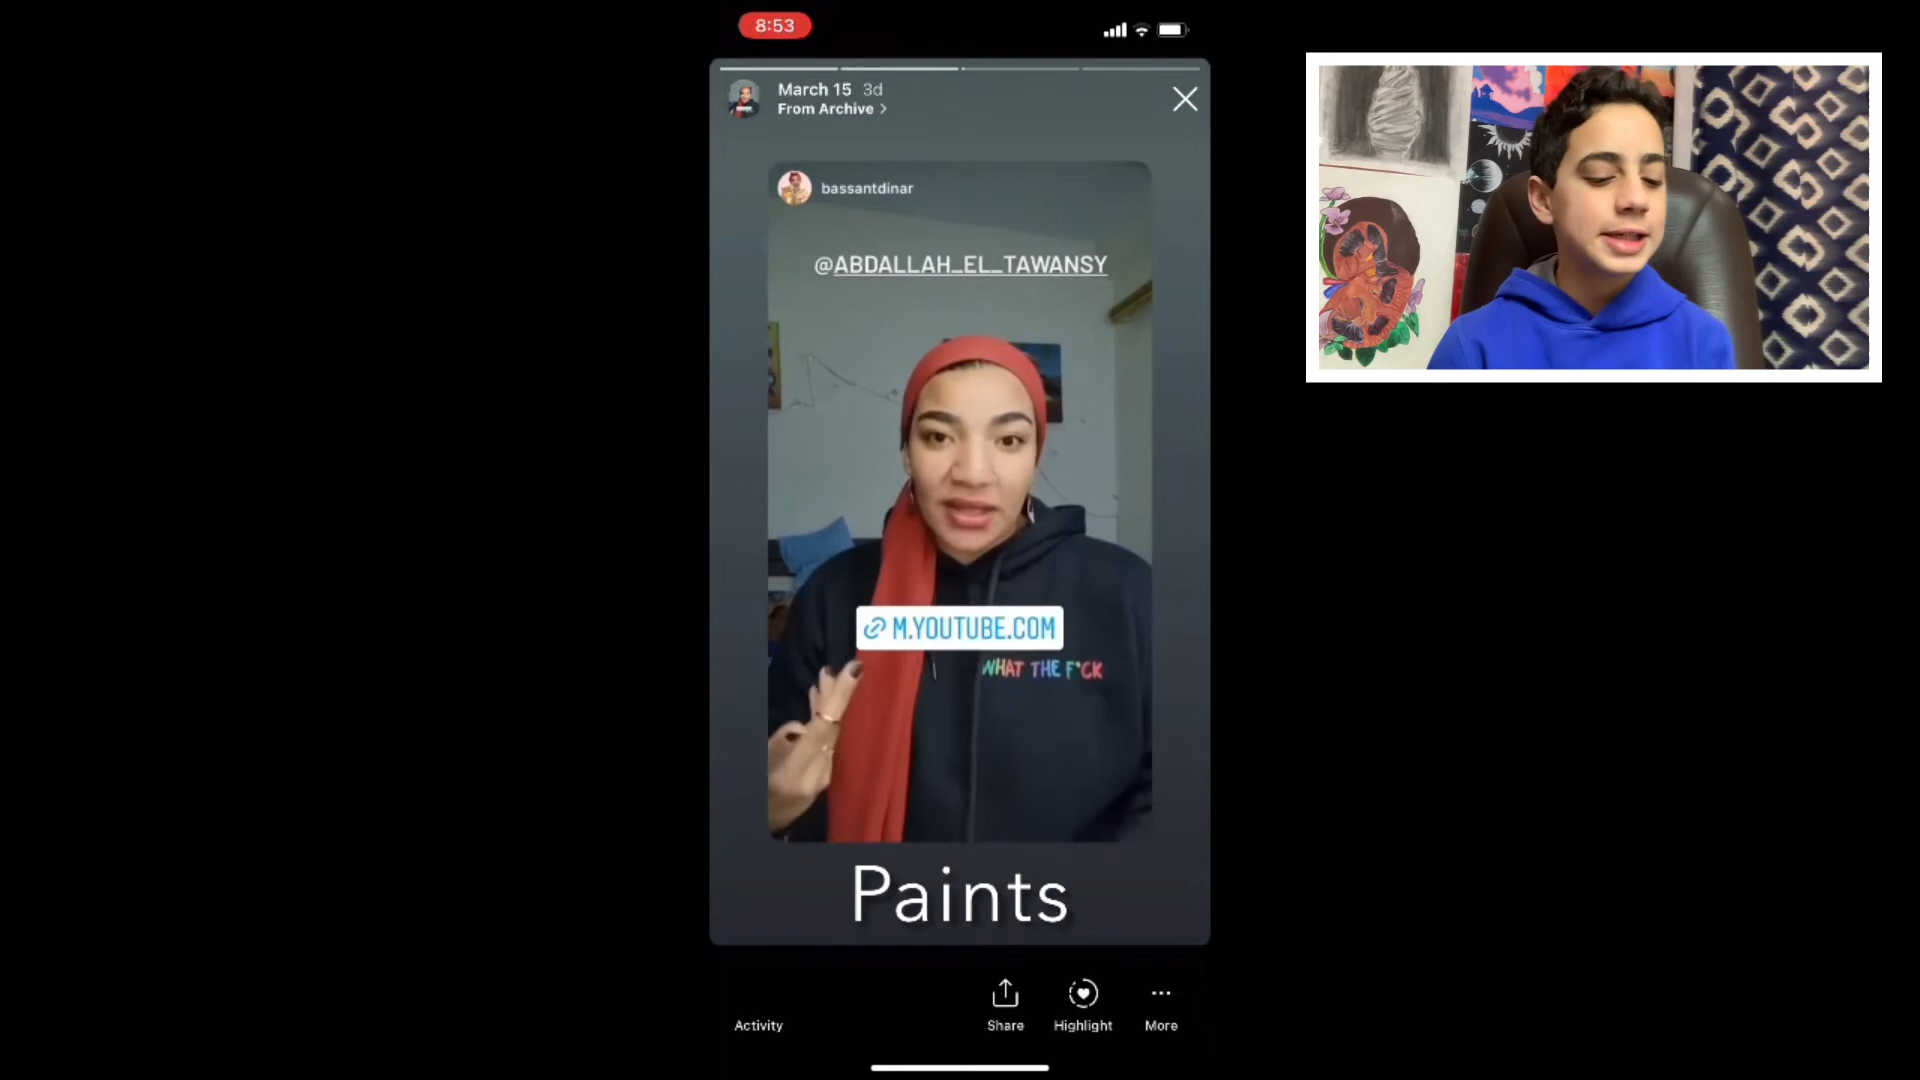 8:53
March 15 3d
From Archive >
bassantdinar
@ABDALLAH_EL_TAWANSY
M.YOUTUBE.COM
WHAT THE F*CK
Paints
Activity
Share
Highlight
More